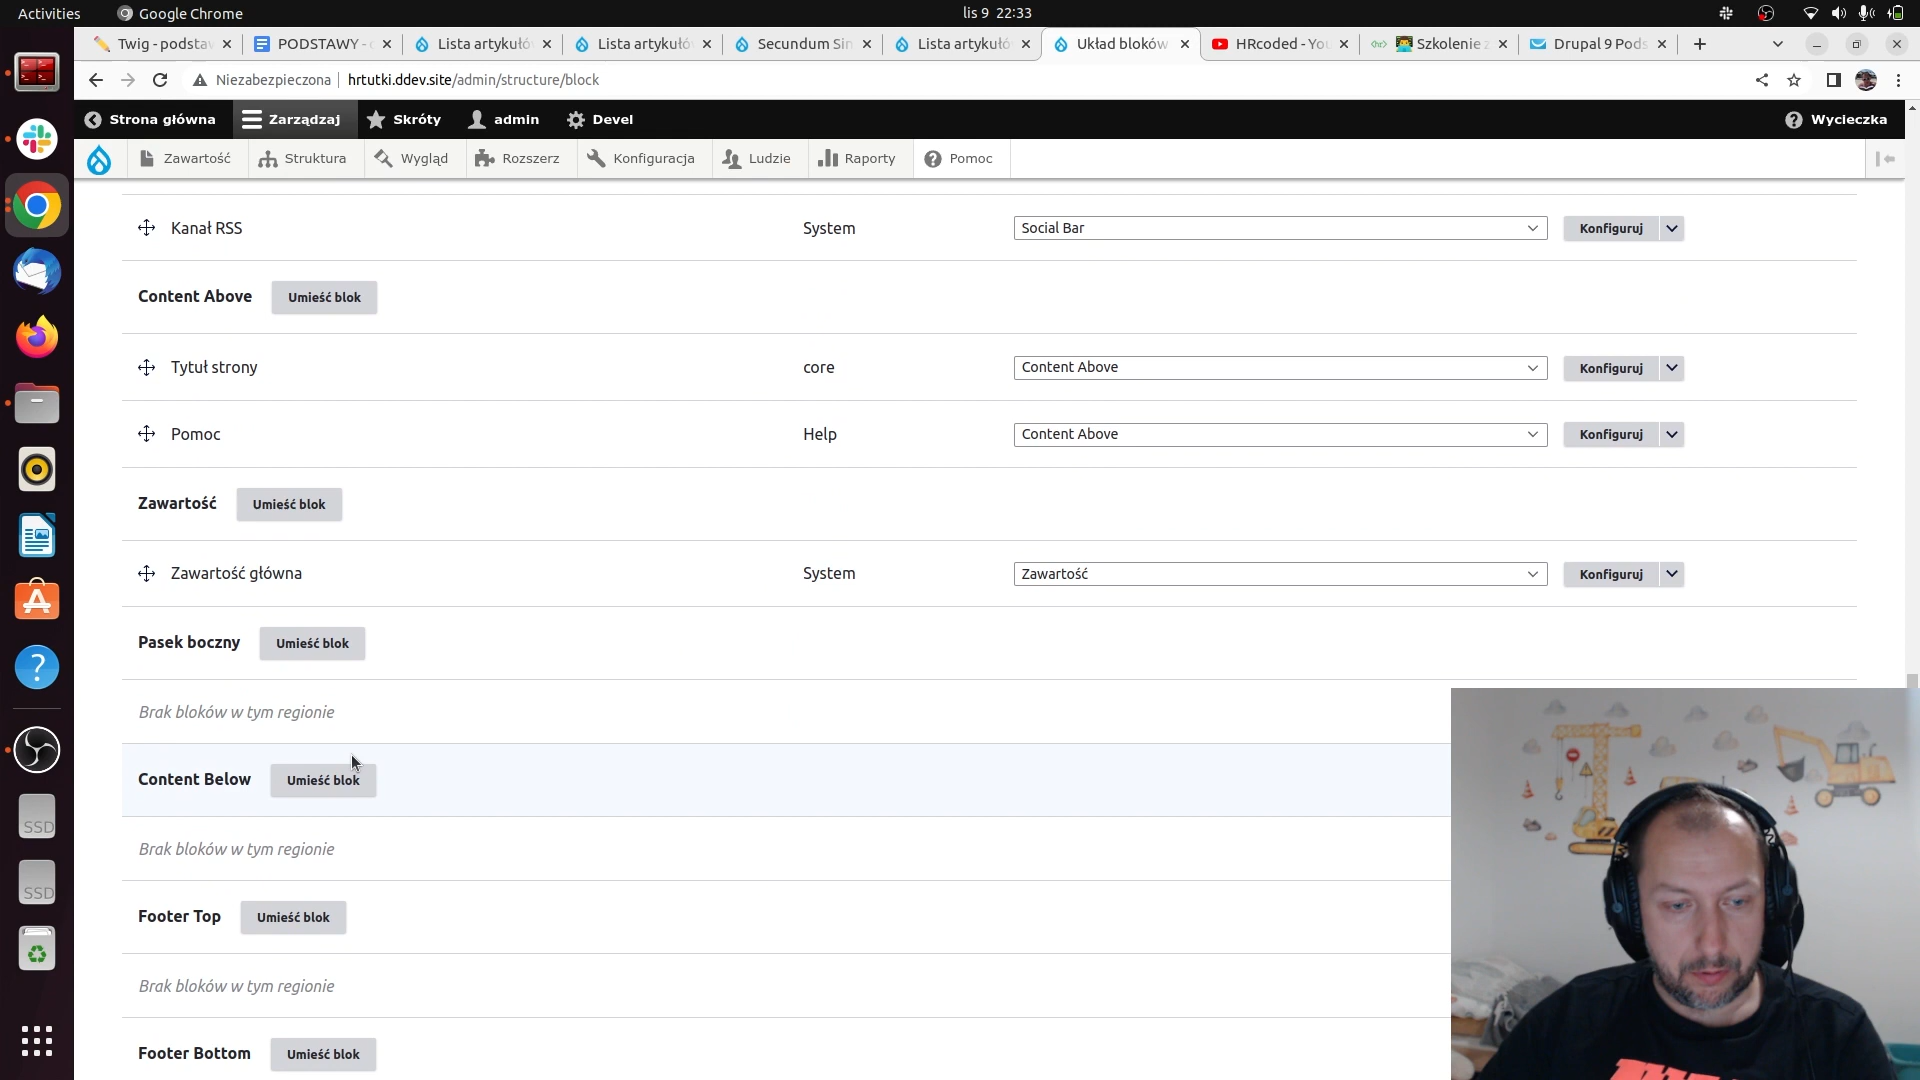 Activities
Google Chrome
lis 9 22:33
Twig - podstaw
PODSTAWY -
Lista artykułó
Lista artykułó
Secundum Sin
Lista artykułó
Układ bloków
HRcoded - You
Szkolenie z
Drupal 9 Pods
Niezabezpieczona
hrtutki.ddev.site/admin/structure/block
Strona główna
Zarządzaj
Skróty
admin
Devel
Wycieczka
Zawartość
Struktura
Wygląd
Rozszerz
Konfiguracja
Ludzie
Raporty
Pomoc
Kanał RSS
System
Social Bar
Konfiguruj
Content Above
Umieść blok
Tytuł strony
core
Content Above
Konfiguruj
Pomoc
Help
Content Above
Konfiguruj
Zawartość
Umieść blok
Zawartość główna
System
Zawartość
Konfiguruj
Pasek boczny
Umieść blok
Brak bloków w tym regionie
Content Below
Umieść blok
Brak bloków w tym regionie
Footer Top
Umieść blok
Brak bloków w tym regionie
Footer Bottom
Umieść blok
SSD
SSD